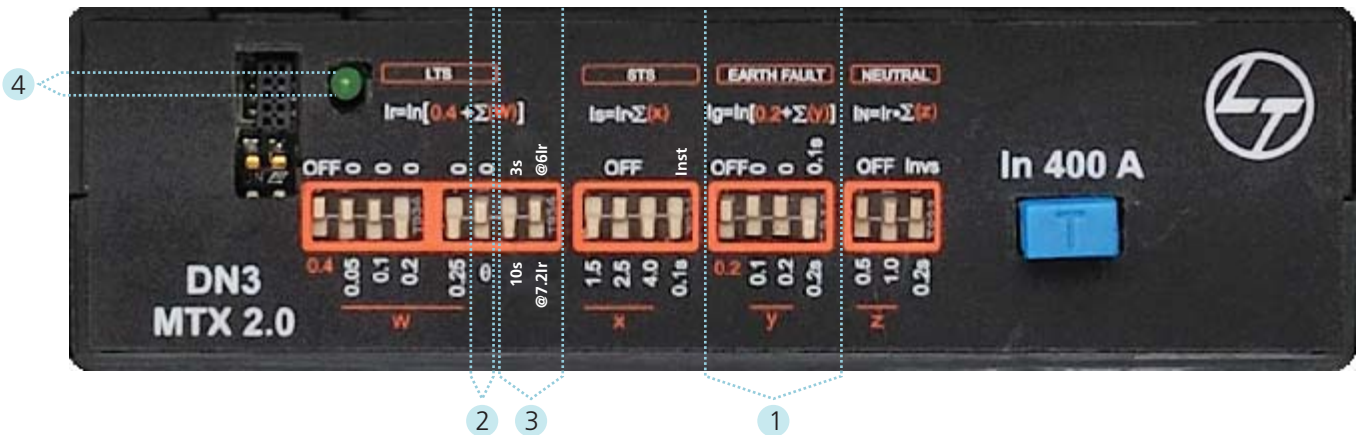 4
LTS
STS
EARTH FAULT
NEUTRAL
Ir=In[0.4+Σ(W)]
Is=Ir*Σ(x)
Ig=In[0.2+Σ(y)]
IN=Ir*Σ(z)
OFF 0 0 0 0 0 3s @6Ir
OFF Inst
OFF 0 0 0.1s
OFF Invs
In 400 A
T
0.4 0.05 0.1 0.2 0.25 0 10s @7.2Ir
1.5 2.5 4.0 0.1s
0.2 0.1 0.2 0.2s
0.5 1.0 0.2s
W
x
y
z
DN3
MTX 2.0
2
3
1